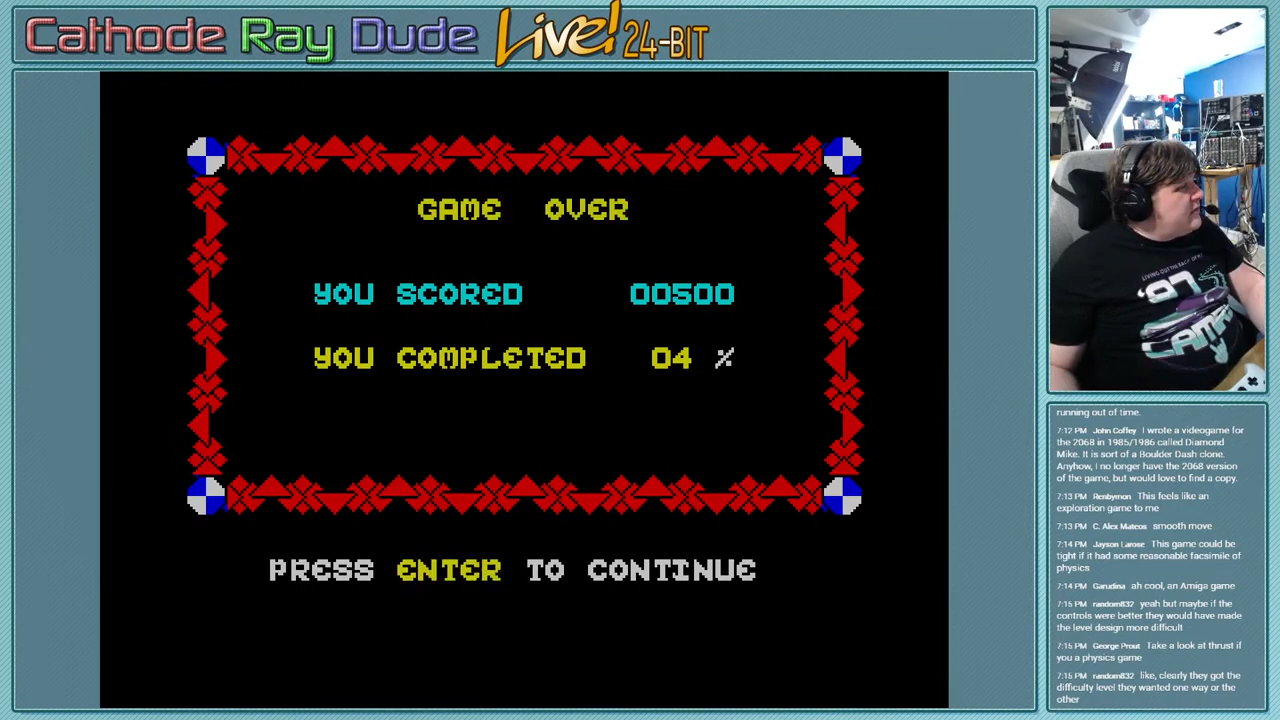 Cathode Ray Dude Live! 24-BIT
GAME OVER
YOU SCORED 00500
YOU COMPLETED 04 %
PRESS ENTER TO CONTINUE
'97
running out of time.
7:12 PM John Coffey I wrote a videogame for
the 2068 in 1985/1986 called Diamond
Mike. It is sort of a Boulder Dash clone.
Anyhow, I no longer have the 2068 version
of the game, but would love to find a copy.
7:13 PM Renbymon This feels like an
exploration game to me
7:13 PM C. Alex Mateos smooth move
7:14 PM Jayson Larose This game could be
tight if it had some reasonable facsimile of
physics
7:14 PM Garudina ah cool, an Amiga game
7:15 PM random832 yeah but maybe if the
controls were better they would have made
the level design more difficult
7:15 PM George Prout Take a look at thrust if
you a physics game
7:15 PM random832 like, clearly they got the
difficulty level they wanted one way or the
other